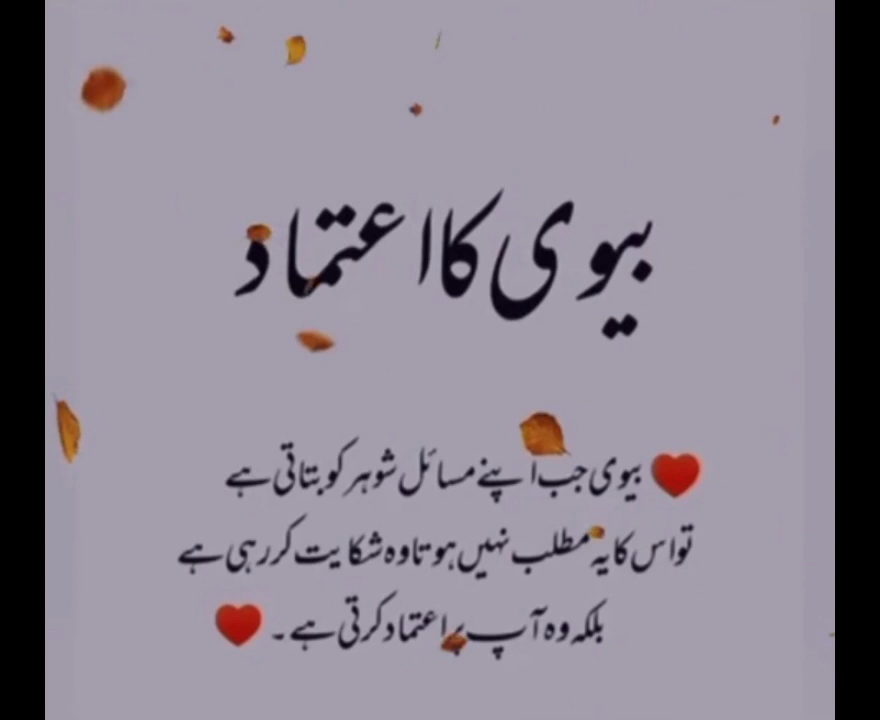 بیوی کا اعتماد
❤️ بیوی جب اپنے مسائل شوہر کو بتاتی ہے
تو اس کا یہ مطلب نہیں ہوتا وہ شکایت کر رہی ہے
بلکہ وہ آپ پر اعتماد کرتی ہے۔ ❤️